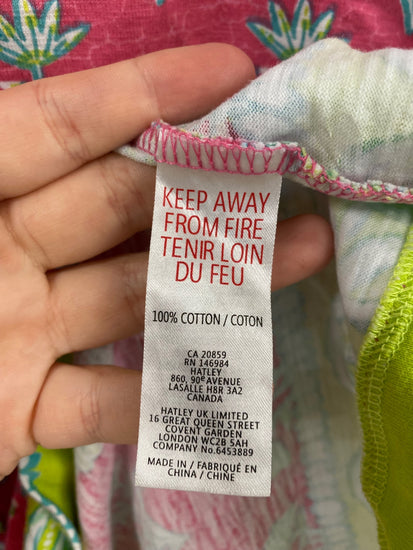 KEEP AWAY
FROM FIRE
TENIR LOIN
DU FEU
100% COTTON / COTON
CA 20859
RN 146984
HATLEY
860, 90e AVENUE
LASALLE H8R 3A2
CANADA
HATLEY UK LIMITED
16 GREAT QUEEN STREET
COVENT GARDEN
LONDON WC2B 5AH
COMPANY No.6453889
MADE IN / FABRIQUÉ EN
CHINA / CHINE